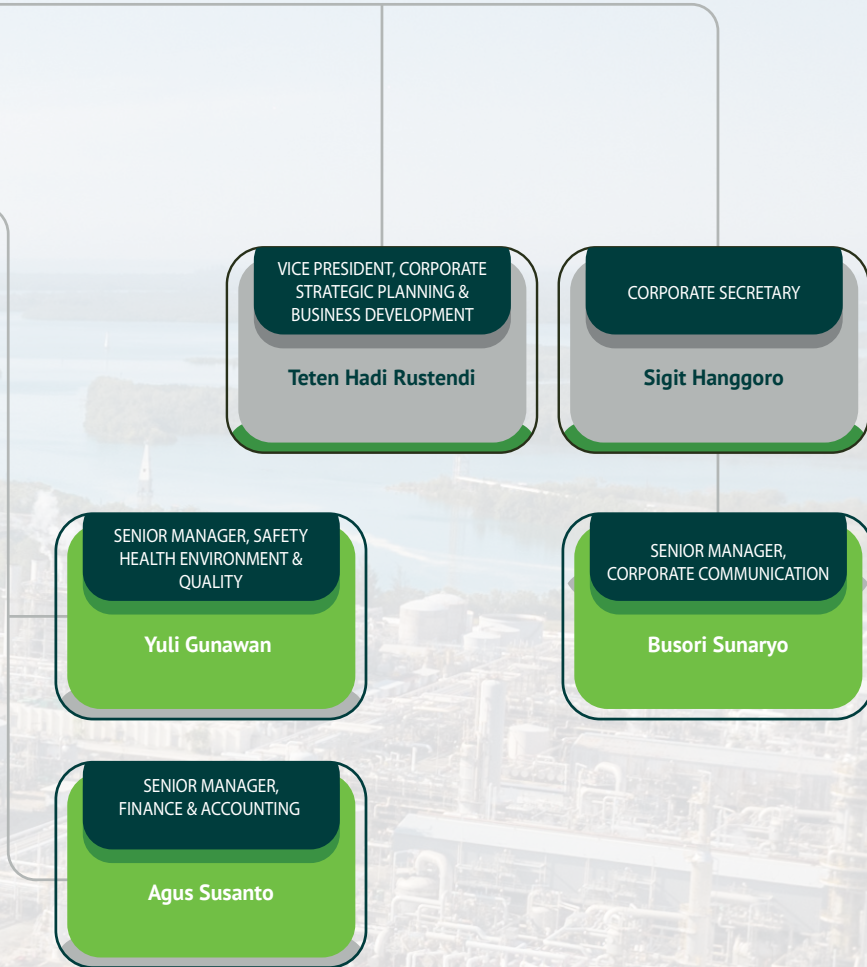 VICE PRESIDENT, CORPORATE
STRATEGIC PLANNING &
BUSINESS DEVELOPMENT
Teten Hadi Rustendi
CORPORATE SECRETARY
Sigit Hanggoro
SENIOR MANAGER, SAFETY
HEALTH ENVIRONMENT &
QUALITY
Yuli Gunawan
SENIOR MANAGER,
CORPORATE COMMUNICATION
Busori Sunaryo
SENIOR MANAGER,
FINANCE & ACCOUNTING
Agus Susanto